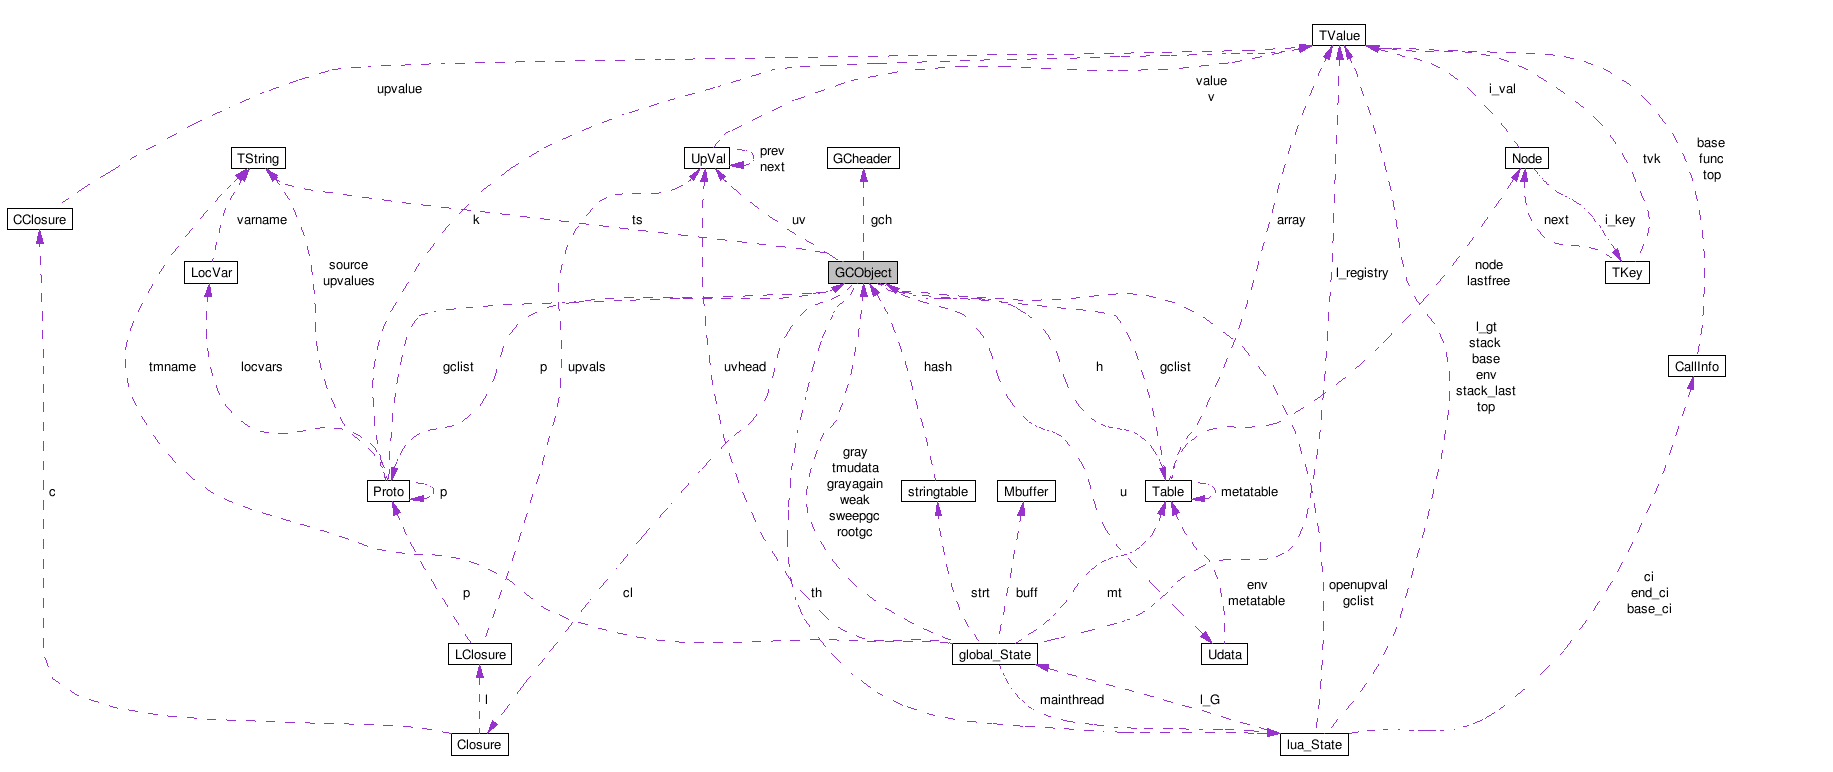 TValue
upvalue
value
v
i_val
base
func
top
TString
UpVal
prev
next
GCheader
Node
tvk
CClosure
varname
k
ts
uv
gch
array
next
i_key
LocVar
source
upvalues
GCObject
l_registry
node
lastfree
TKey
l_gt
stack
base
env
stack_last
top
tmname
locvars
gclist
p
upvals
uvhead
hash
h
gclist
CallInfo
gray
tmudata
grayagain
weak
sweepgc
rootgc
c
Proto
p
stringtable
Mbuffer
u
Table
metatable
p
cl
th
strt
buff
mt
env
metatable
openupval
gclist
ci
end_ci
base_ci
LClosure
global_State
Udata
l
mainthread
l_G
Closure
lua_State